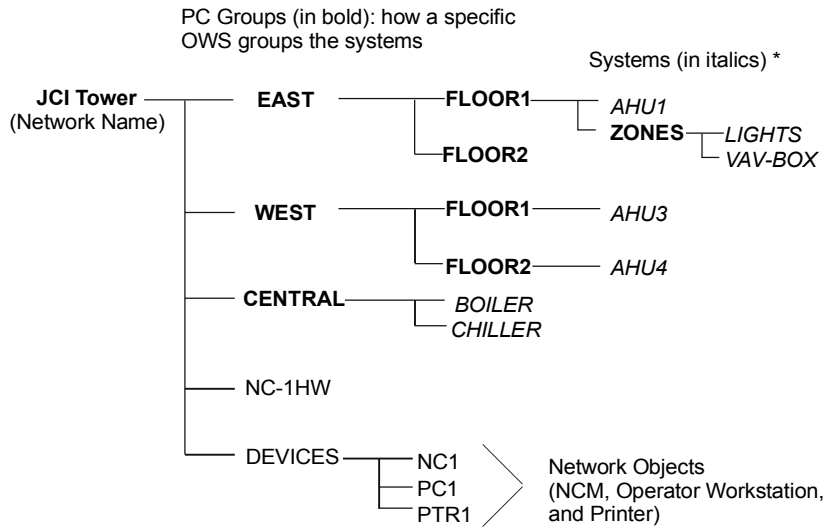 PC Groups (in bold): how a specific
OWS groups the systems
Systems (in italics) *
JCI Tower
(Network Name)
EAST
FLOOR1
AHU1
ZONES
LIGHTS
VAV-BOX
FLOOR2
WEST
FLOOR1
AHU3
FLOOR2
AHU4
CENTRAL
BOILER
CHILLER
NC-1HW
DEVICES
NC1
PC1
PTR1
Network Objects
(NCM, Operator Workstation,
and Printer)